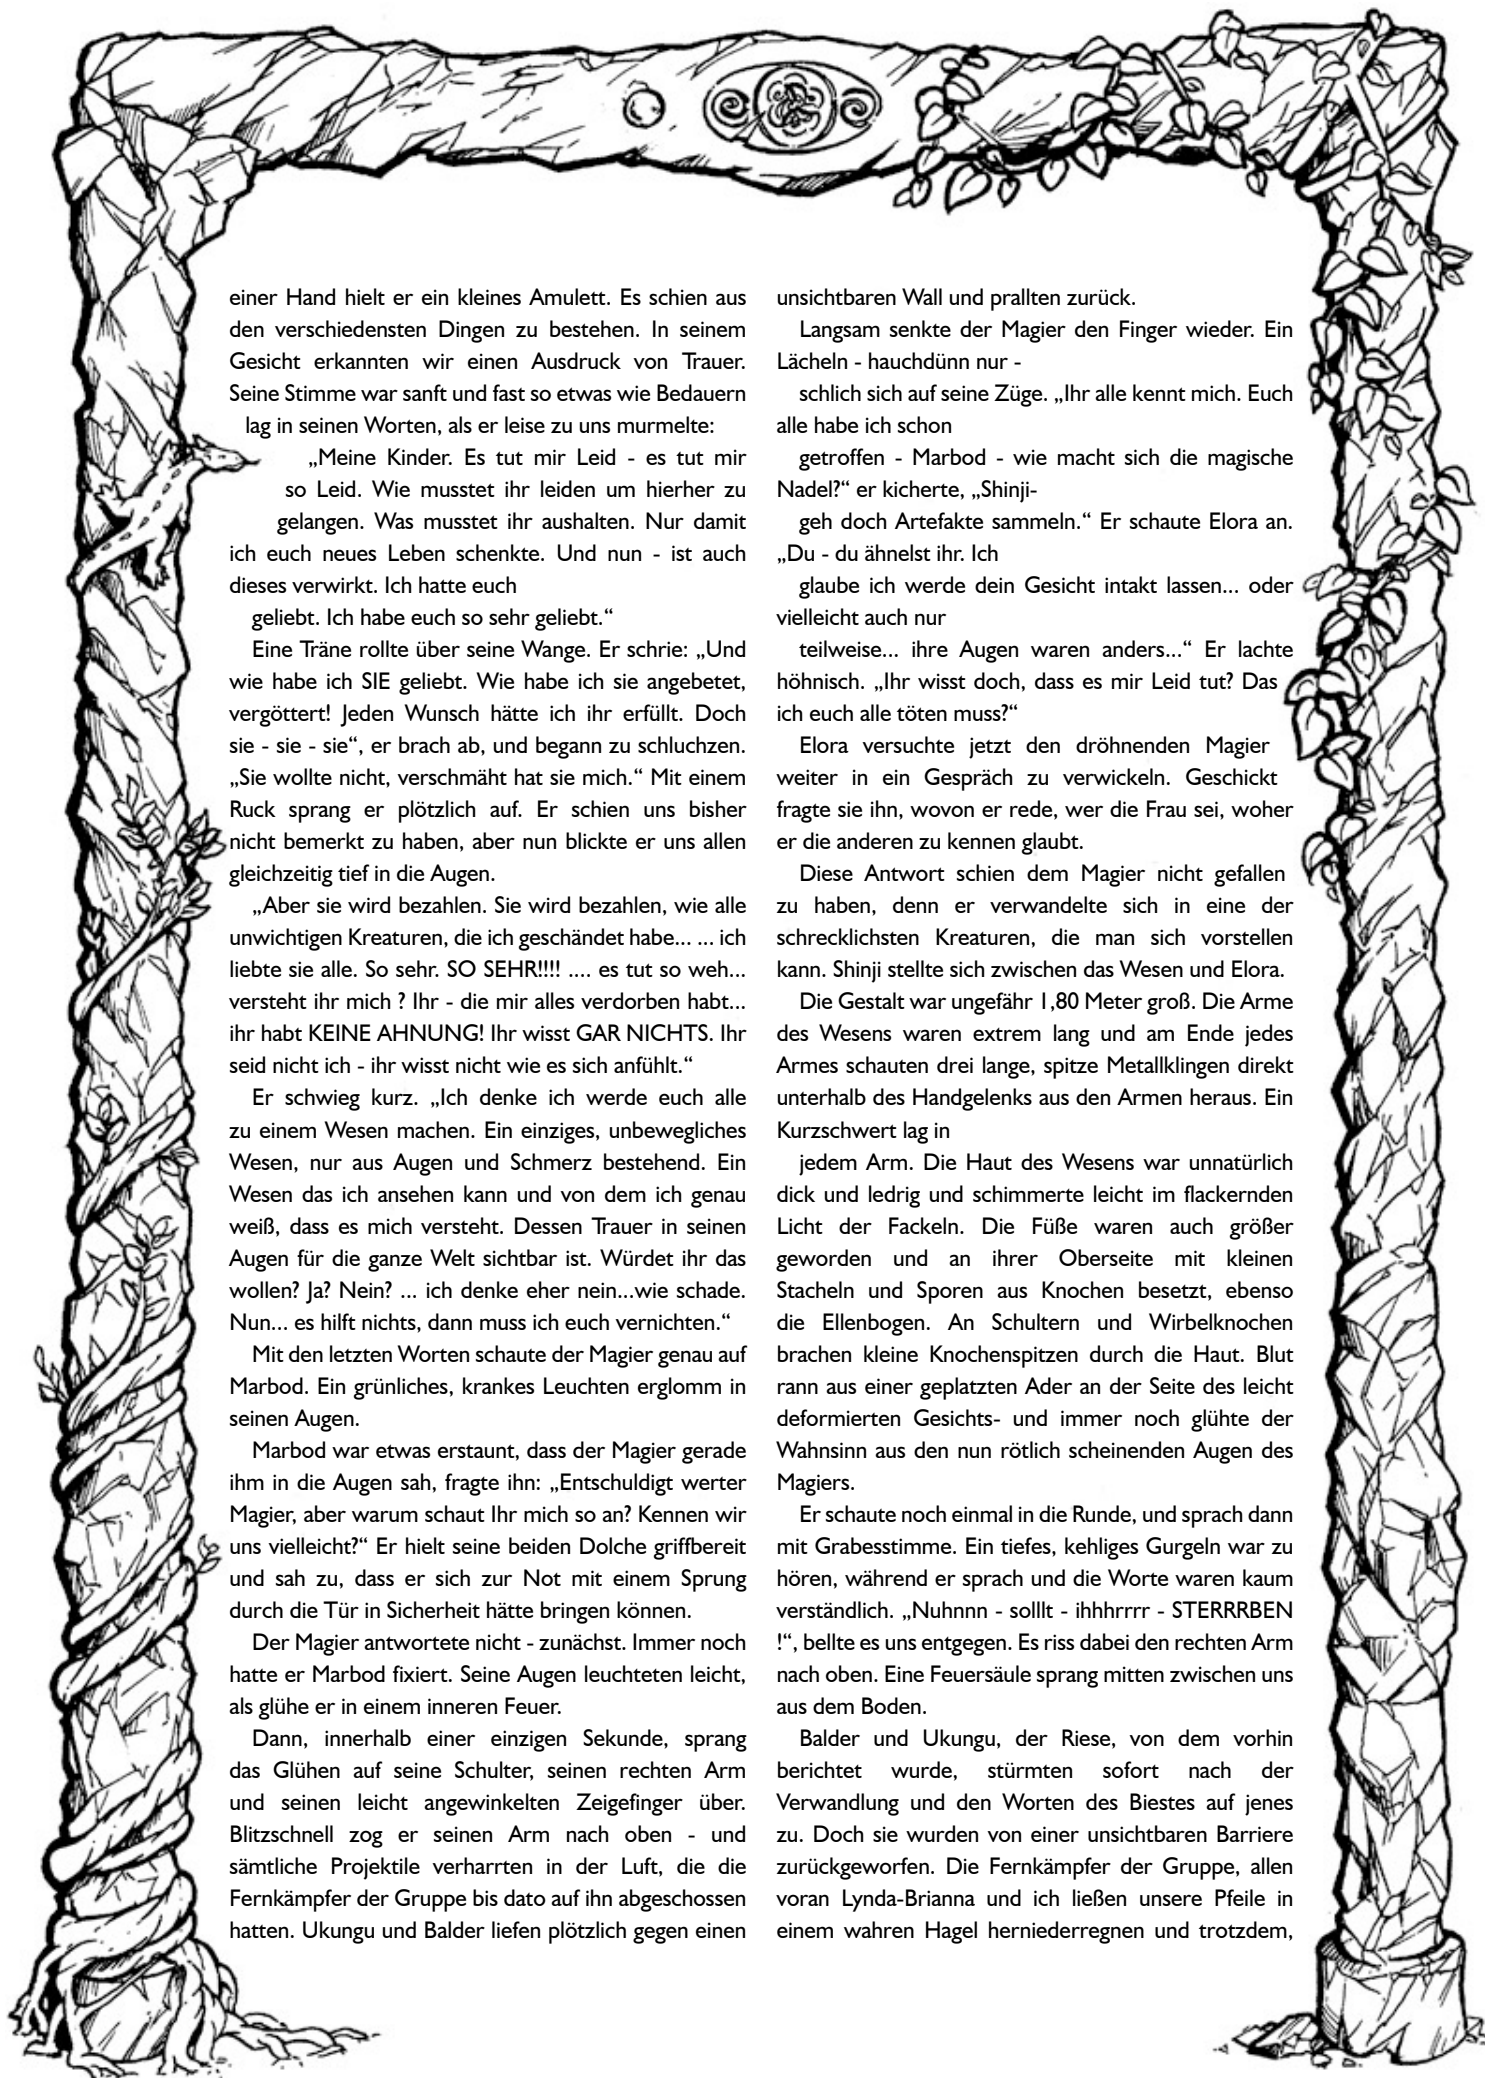 einer Hand hielt er ein kleines Amulett. Es schien aus
den verschiedensten Dingen zu bestehen. In seinem
Gesicht erkannten wir einen Ausdruck von Trauer.
Seine Stimme war sanft und fast so etwas wie Bedauern
lag in seinen Worten, als er leise zu uns murmelte:
„Meine Kinder. Es tut mir Leid - es tut mir
so Leid. Wie musstet ihr leiden um hierher zu
gelangen. Was musstet ihr aushalten. Nur damit
ich euch neues Leben schenkte. Und nun - ist auch
dieses verwirkt. Ich hatte euch
geliebt. Ich habe euch so sehr geliebt.“
Eine Träne rollte über seine Wange. Er schrie: „Und
wie habe ich SIE geliebt. Wie habe ich sie angebetet,
vergöttert! Jeden Wunsch hätte ich ihr erfüllt. Doch
sie - sie - sie“, er brach ab, und begann zu schluchzen.
„Sie wollte nicht, verschmäht hat sie mich.“ Mit einem
Ruck sprang er plötzlich auf. Er schien uns bisher
nicht bemerkt zu haben, aber nun blickte er uns allen
gleichzeitig tief in die Augen.
„Aber sie wird bezahlen. Sie wird bezahlen, wie alle
unwichtigen Kreaturen, die ich geschändet habe... ... ich
liebte sie alle. So sehr. SO SEHR!!!! .... es tut so weh...
versteht ihr mich ? Ihr - die mir alles verdorben habt...
ihr habt KEINE AHNUNG! Ihr wisst GAR NICHTS. Ihr
seid nicht ich - ihr wisst nicht wie es sich anfühlt.“
Er schwieg kurz. „Ich denke ich werde euch alle
zu einem Wesen machen. Ein einziges, unbewegliches
Wesen, nur aus Augen und Schmerz bestehend. Ein
Wesen das ich ansehen kann und von dem ich genau
weiß, dass es mich versteht. Dessen Trauer in seinen
Augen für die ganze Welt sichtbar ist. Würdet ihr das
wollen? Ja? Nein? ... ich denke eher nein...wie schade.
Nun... es hilft nichts, dann muss ich euch vernichten.“
Mit den letzten Worten schaute der Magier genau auf
Marbod. Ein grünliches, krankes Leuchten erglomm in
seinen Augen.
Marbod war etwas erstaunt, dass der Magier gerade
ihm in die Augen sah, fragte ihn: „Entschuldigt werter
Magier, aber warum schaut Ihr mich so an? Kennen wir
uns vielleicht?“ Er hielt seine beiden Dolche griffbereit
und sah zu, dass er sich zur Not mit einem Sprung
durch die Tür in Sicherheit hätte bringen können.
Der Magier antwortete nicht - zunächst. Immer noch
hatte er Marbod fixiert. Seine Augen leuchteten leicht,
als glühe er in einem inneren Feuer.
Dann, innerhalb einer einzigen Sekunde, sprang
das Glühen auf seine Schulter, seinen rechten Arm
und seinen leicht angewinkelten Zeigefinger über.
Blitzschnell zog er seinen Arm nach oben - und
sämtliche Projektile verharrten in der Luft, die die
Fernkämpfer der Gruppe bis dato auf ihn abgeschossen
hatten. Ukungu und Balder liefen plötzlich gegen einen
unsichtbaren Wall und prallten zurück.
Langsam senkte der Magier den Finger wieder. Ein
Lächeln - hauchdünn nur -
schlich sich auf seine Züge. „Ihr alle kennt mich. Euch
alle habe ich schon
getroffen - Marbod - wie macht sich die magische
Nadel?“ er kicherte, „Shinji-
geh doch Artefakte sammeln.“ Er schaute Elora an.
„Du - du ähnelst ihr. Ich
glaube ich werde dein Gesicht intakt lassen... oder
vielleicht auch nur
teilweise... ihre Augen waren anders...“ Er lachte
höhnisch. „Ihr wisst doch, dass es mir Leid tut? Das
ich euch alle töten muss?“
Elora versuchte jetzt den dröhnenden Magier
weiter in ein Gespräch zu verwickeln. Geschickt
fragte sie ihn, wovon er rede, wer die Frau sei, woher
er die anderen zu kennen glaubt.
Diese Antwort schien dem Magier nicht gefallen
zu haben, denn er verwandelte sich in eine der
schrecklichsten Kreaturen, die man sich vorstellen
kann. Shinji stellte sich zwischen das Wesen und Elora.
Die Gestalt war ungefähr 1,80 Meter groß. Die Arme
des Wesens waren extrem lang und am Ende jedes
Armes schauten drei lange, spitze Metallklingen direkt
unterhalb des Handgelenks aus den Armen heraus. Ein
Kurzschwert lag in
jedem Arm. Die Haut des Wesens war unnatürlich
dick und ledrig und schimmerte leicht im flackernden
Licht der Fackeln. Die Füße waren auch größer
geworden und an ihrer Oberseite mit kleinen
Stacheln und Sporen aus Knochen besetzt, ebenso
die Ellenbogen. An Schultern und Wirbelknochen
brachen kleine Knochenspitzen durch die Haut. Blut
rann aus einer geplatzten Ader an der Seite des leicht
deformierten Gesichts- und immer noch glühte der
Wahnsinn aus den nun rötlich scheinenden Augen des
Magiers.
Er schaute noch einmal in die Runde, und sprach dann
mit Grabesstimme. Ein tiefes, kehliges Gurgeln war zu
hören, während er sprach und die Worte waren kaum
verständlich. „Nuhnnn - solllt - ihhhrrrr - STERRRBEN
!“, bellte es uns entgegen. Es riss dabei den rechten Arm
nach oben. Eine Feuersäule sprang mitten zwischen uns
aus dem Boden.
Balder und Ukungu, der Riese, von dem vorhin
berichtet wurde, stürmten sofort nach der
Verwandlung und den Worten des Biestes auf jenes
zu. Doch sie wurden von einer unsichtbaren Barriere
zurückgeworfen. Die Fernkämpfer der Gruppe, allen
voran Lynda-Brianna und ich ließen unsere Pfeile in
einem wahren Hagel herniederregnen und trotzdem,